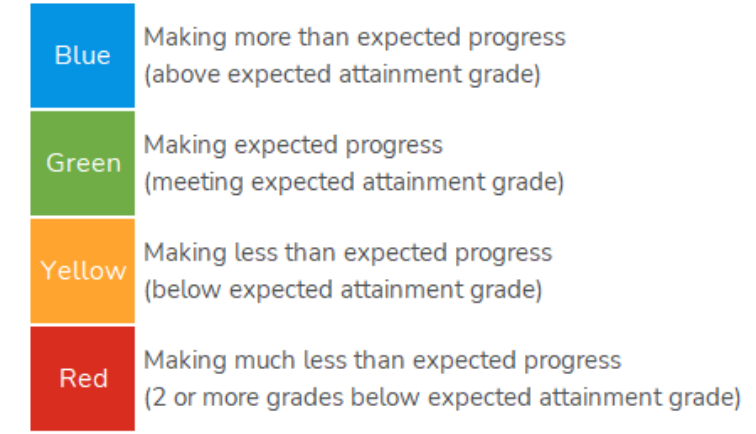 Blue
Making more than expected progress
(above expected attainment grade)
Green
Making expected progress
(meeting expected attainment grade)
Yellow
Making less than expected progress
(below expected attainment grade)
Red
Making much less than expected progress
(2 or more grades below expected attainment grade)